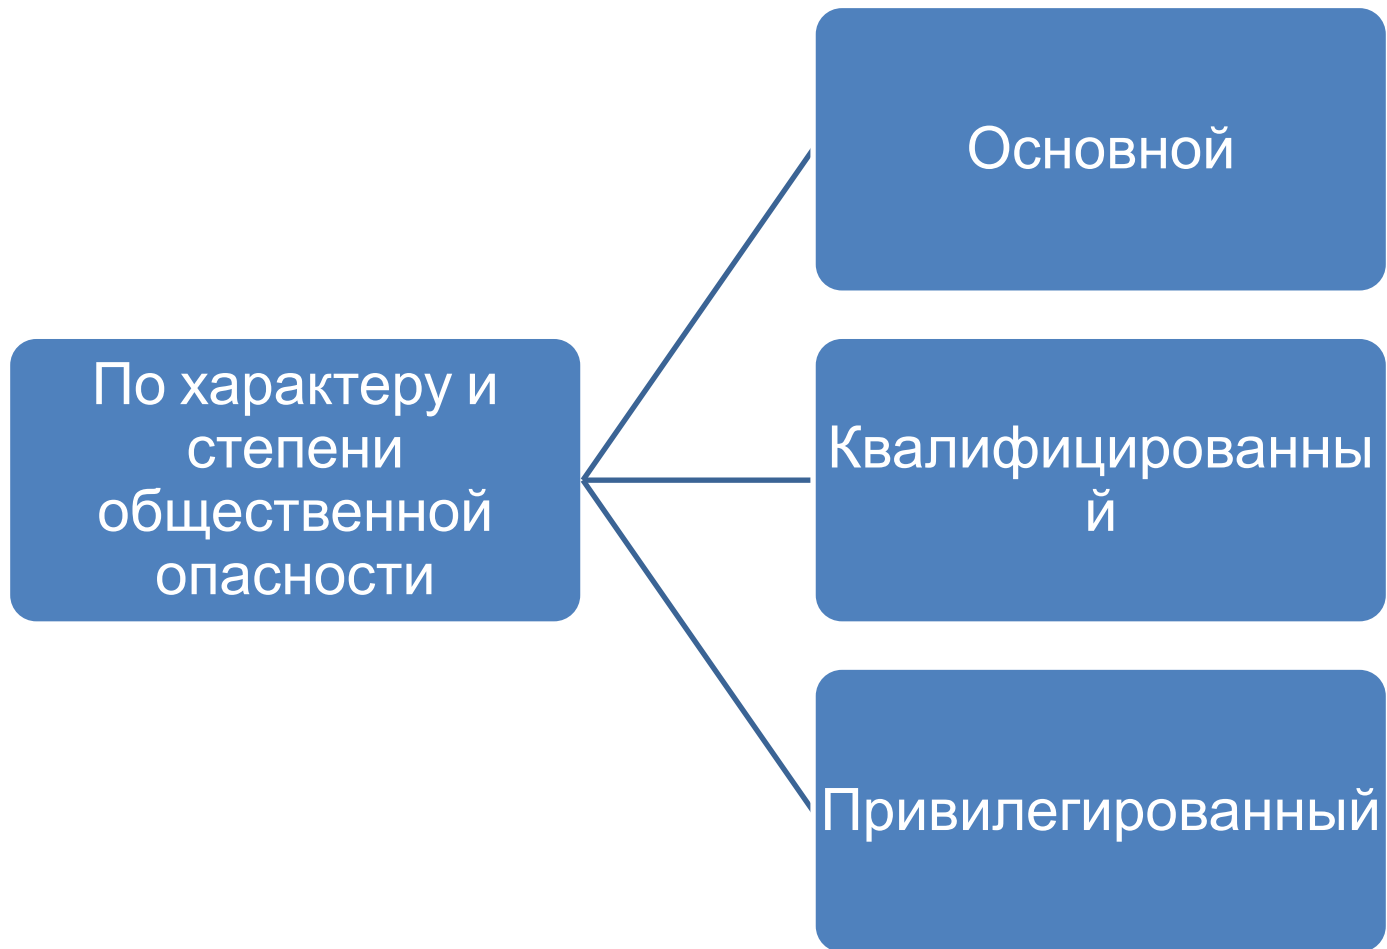 По характеру и
степени
общественной
опасности
Основной
Квалифицированны
й
Привилегированный